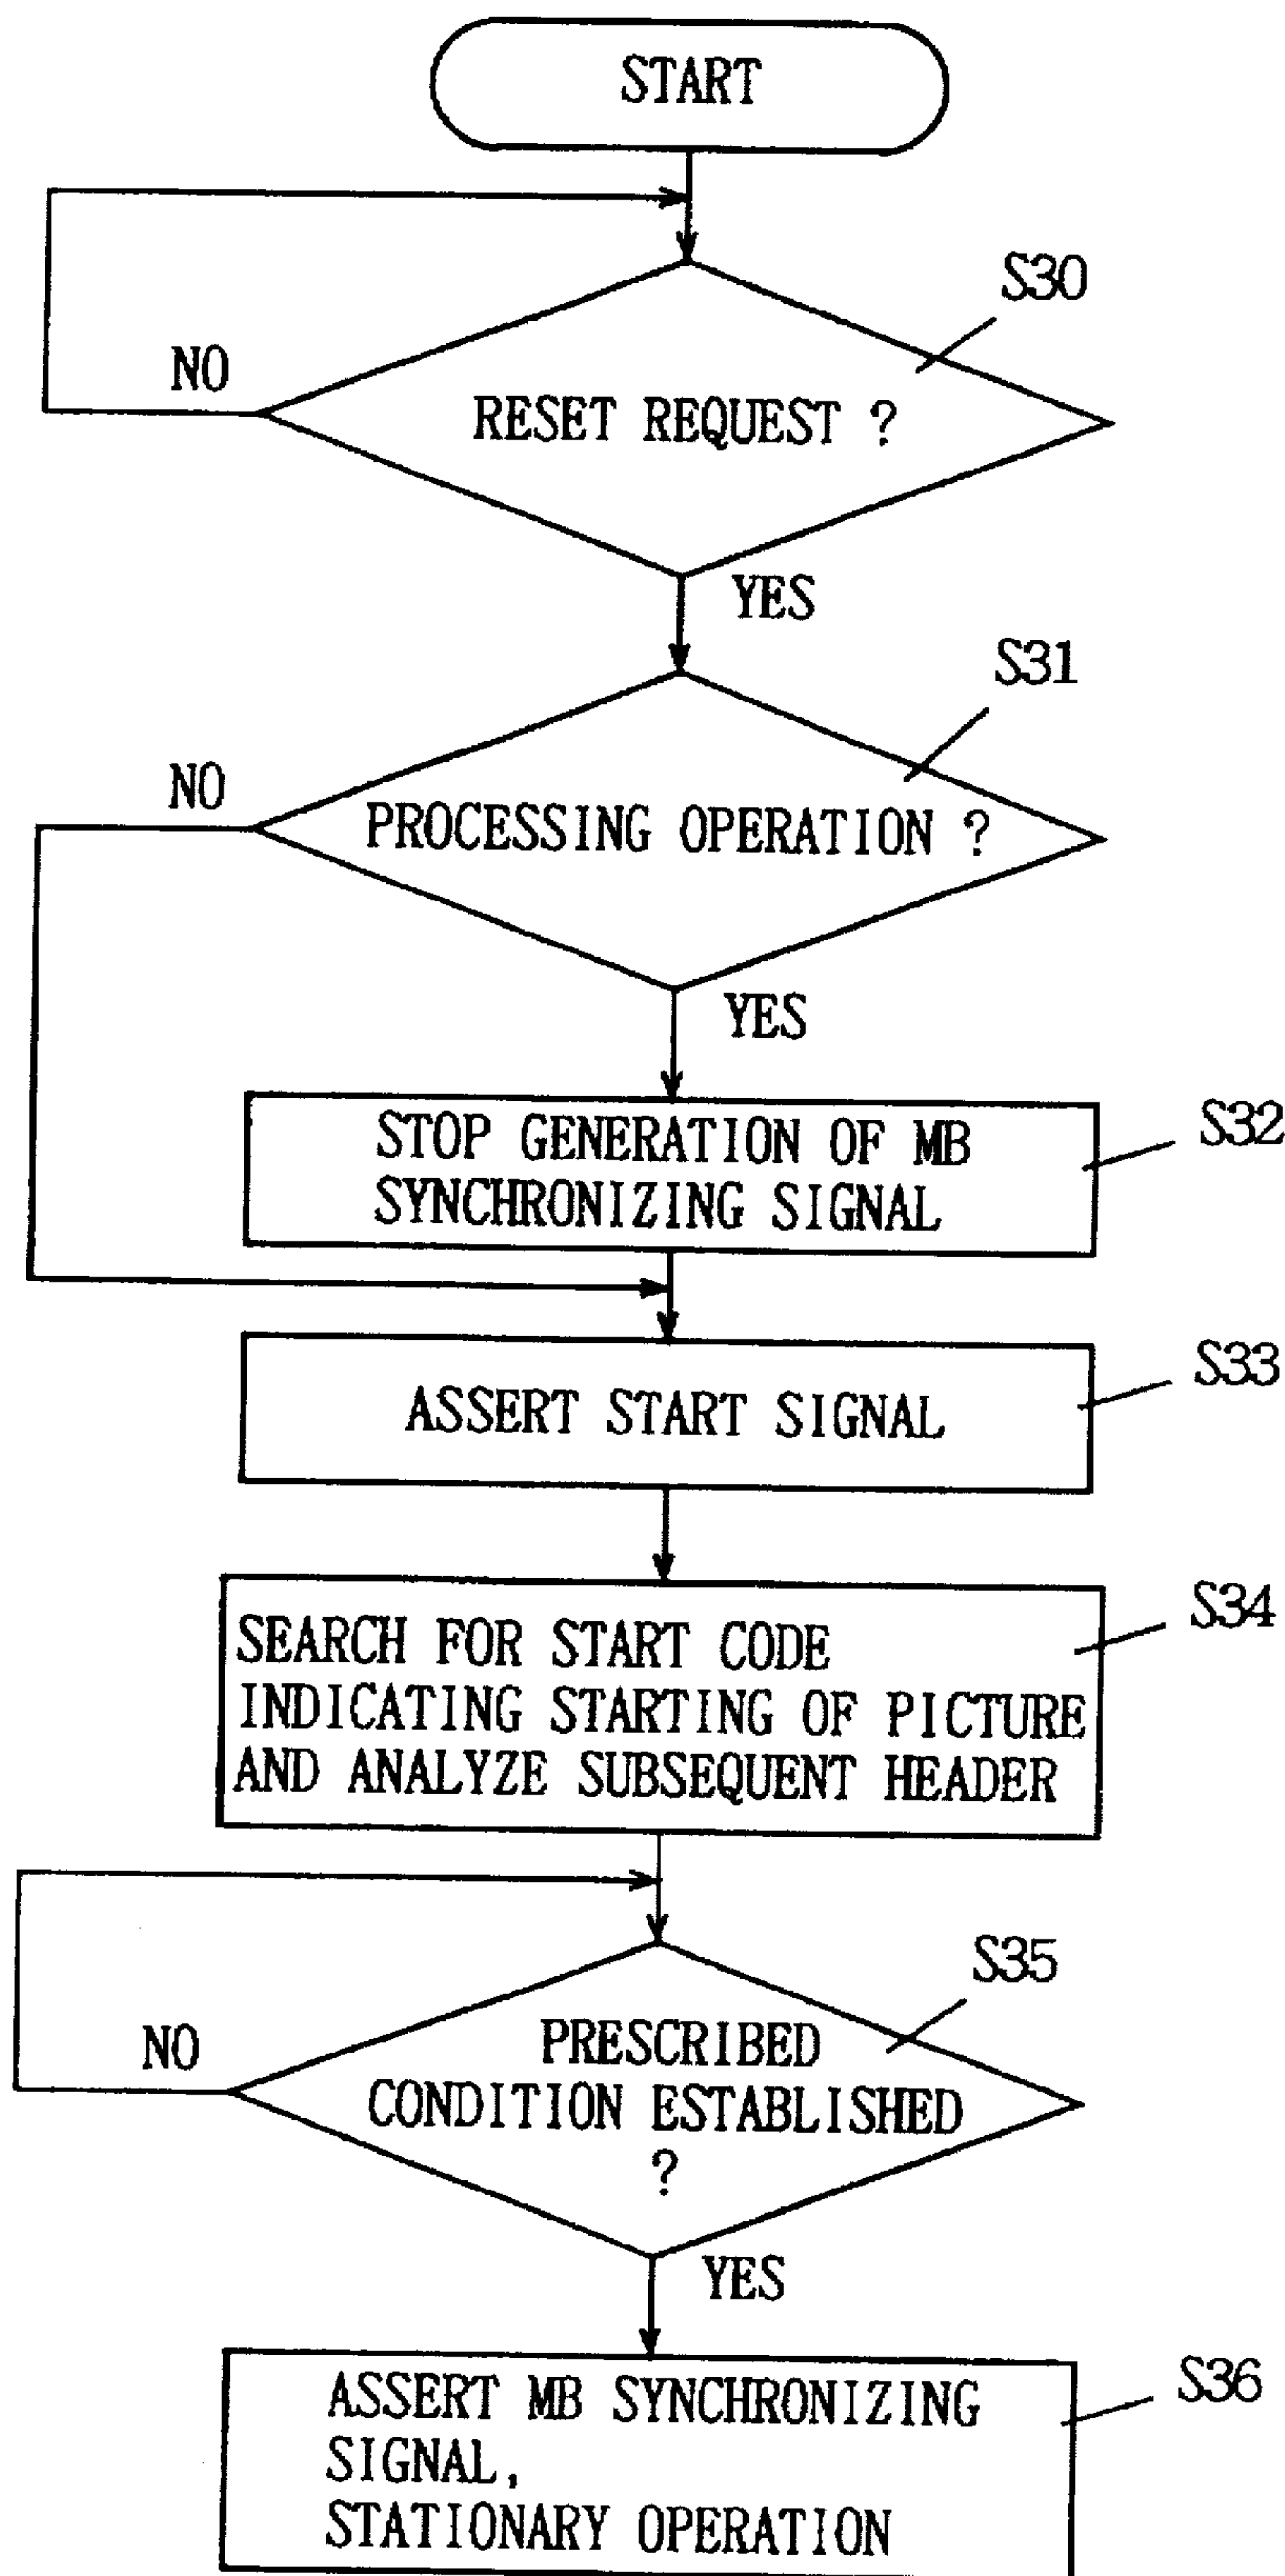 START
S30
NO
RESET REQUEST ?
YES
S31
NO
PROCESSING OPERATION ?
YES
STOP GENERATION OF MB
SYNCHRONIZING SIGNAL
S32
ASSERT START SIGNAL
S33
SEARCH FOR START CODE
INDICATING STARTING OF PICTURE
AND ANALYZE SUBSEQUENT HEADER
S34
S35
NO
PRESCRIBED
CONDITION ESTABLISHED
?
YES
ASSERT MB SYNCHRONIZING
SIGNAL,
STATIONARY OPERATION
S36